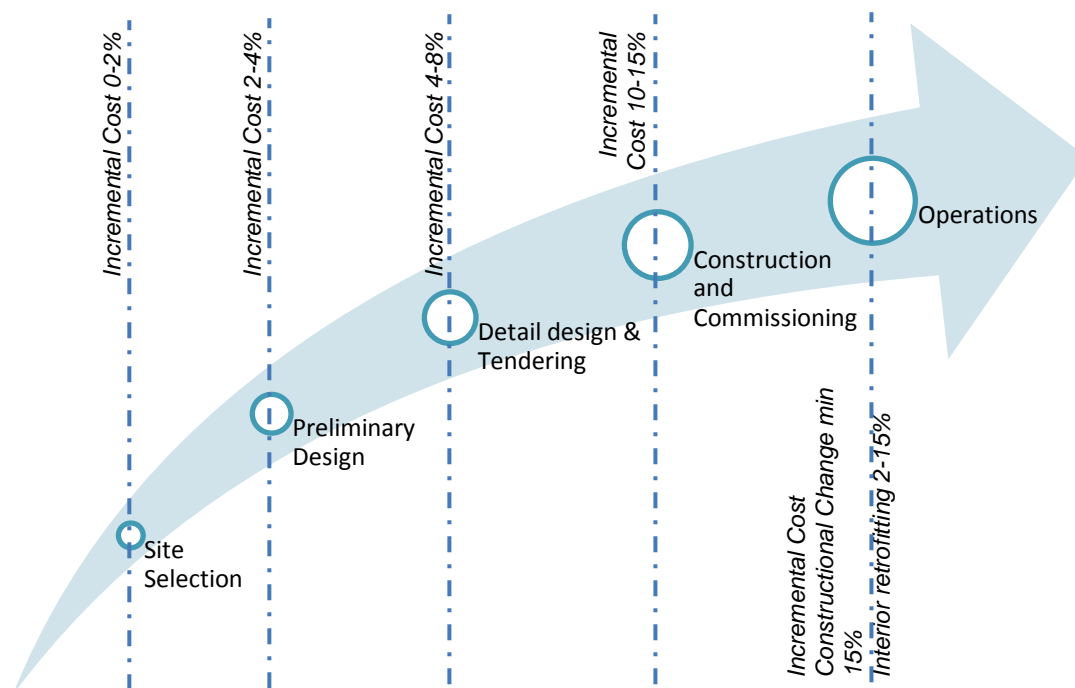 Incremental Cost 0-2%
Incremental Cost 2-4%
Incremental Cost 4-8%
Incremental
Cost 10-15%
Operations
Construction
and
Commissioning
Detail design &
Tendering
Preliminary
Design
Site
Selection
Incremental Cost
Constructional Change min
15%
Interior retrofitting 2-15%